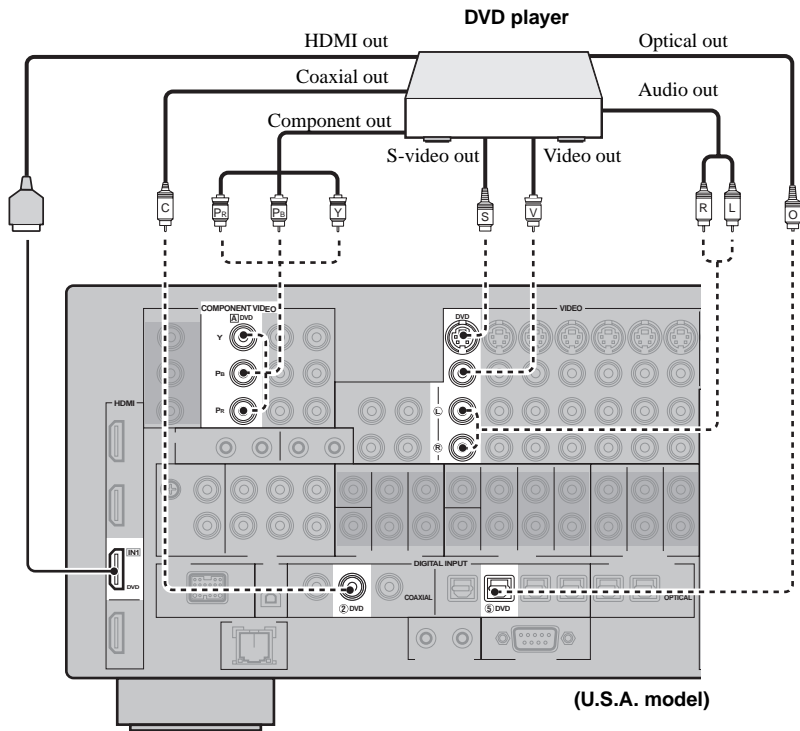 DVD player
HDMI out
Optical out
Coaxial out
Audio out
Component out
S-video out
Video out
C
PR
PB
Y
S
V
R
L
O
COMPONENT VIDEO
A DVD
Y
PB
PR
DVD
VIDEO
L
R
HDMI
IN1
DVD
DIGITAL INPUT
② DVD
COAXIAL
⑤ DVD
OPTICAL
(U.S.A. model)